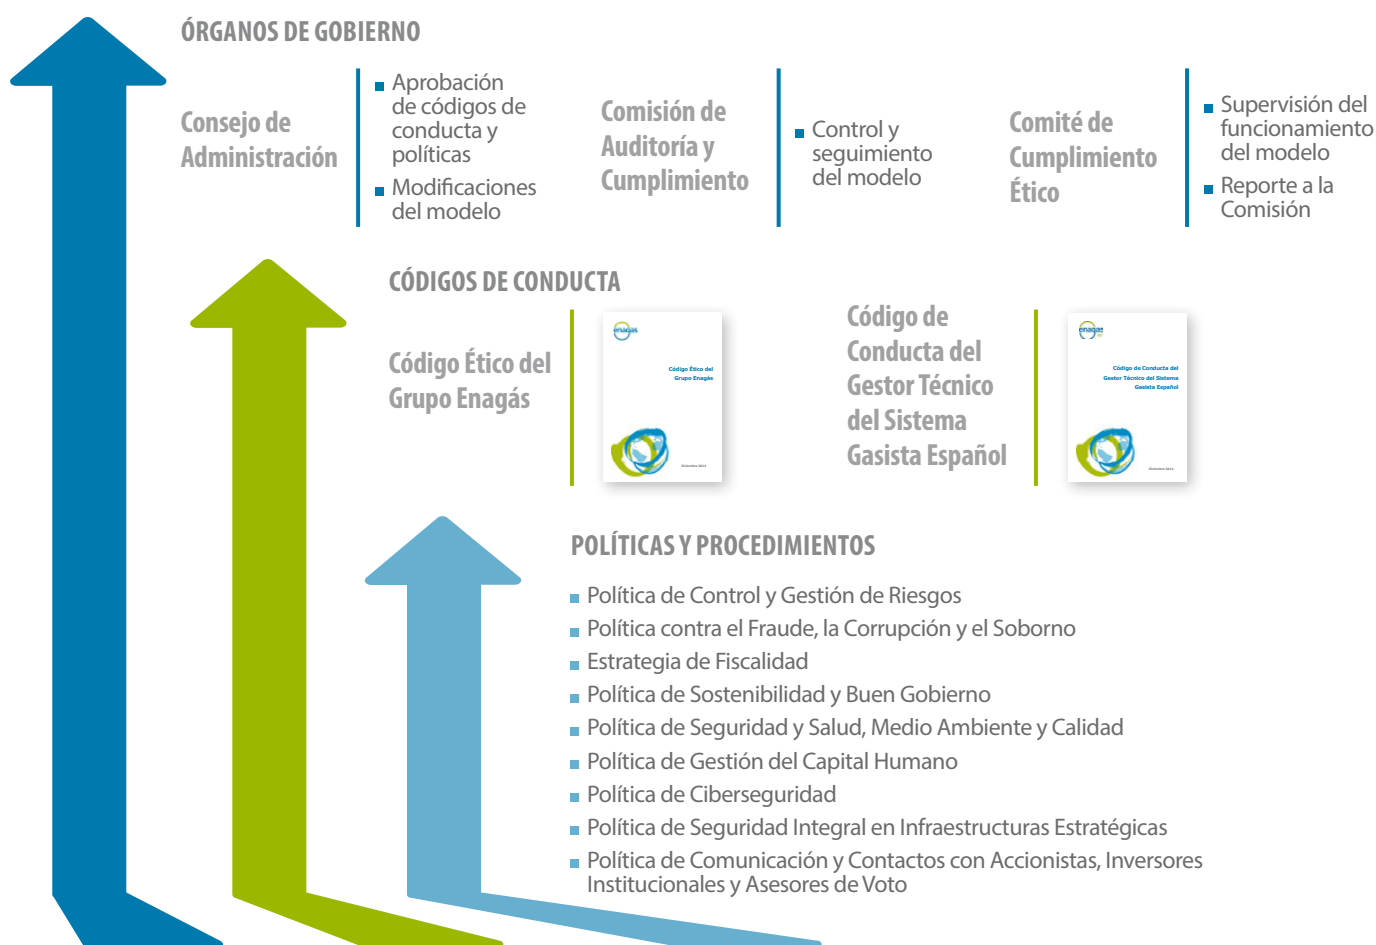 ÓRGANOS DE GOBIERNO
Consejo de
Administración
Aprobación
de códigos de
conducta y
políticas
Modificaciones
del modelo
Comisión de
Auditoría y
Cumplimiento
Control y
seguimiento
del modelo
Comité de
Cumplimiento
Ético
Supervisión del
funcionamiento
del modelo
Reporte a la
Comisión
CÓDIGOS DE CONDUCTA
Código Ético del
Grupo Enagás
enagas
Código Ético del
Grupo Enagás
Diciembre 2014
Código de
Conducta del
Gestor Técnico
del Sistema
Gasista Español
enagas
Código de Conducta del
Gestor Técnico del Sistema
Gasista Español
Diciembre 2014
POLÍTICAS Y PROCEDIMIENTOS
Política de Control y Gestión de Riesgos
Política contra el Fraude, la Corrupción y el Soborno
Estrategia de Fiscalidad
Política de Sostenibilidad y Buen Gobierno
Política de Seguridad y Salud, Medio Ambiente y Calidad
Política de Gestión del Capital Humano
Política de Ciberseguridad
Política de Seguridad Integral en Infraestructuras Estratégicas
Política de Comunicación y Contactos con Accionistas, Inversores
Institucionales y Asesores de Voto